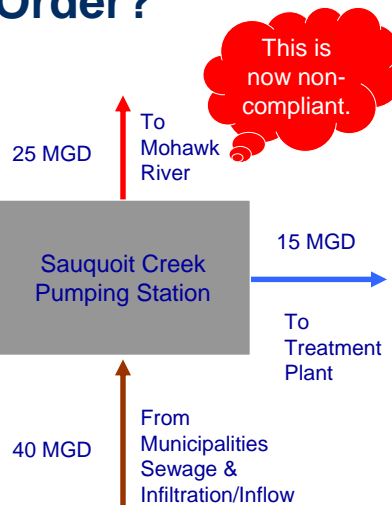 Order?
This is
now non-
compliant.
To
Mohawk
River
25 MGD
Sauquoit Creek
Pumping Station
15 MGD
To
Treatment
Plant
40 MGD
From
Municipalities
Sewage &
Infiltration/Inflow